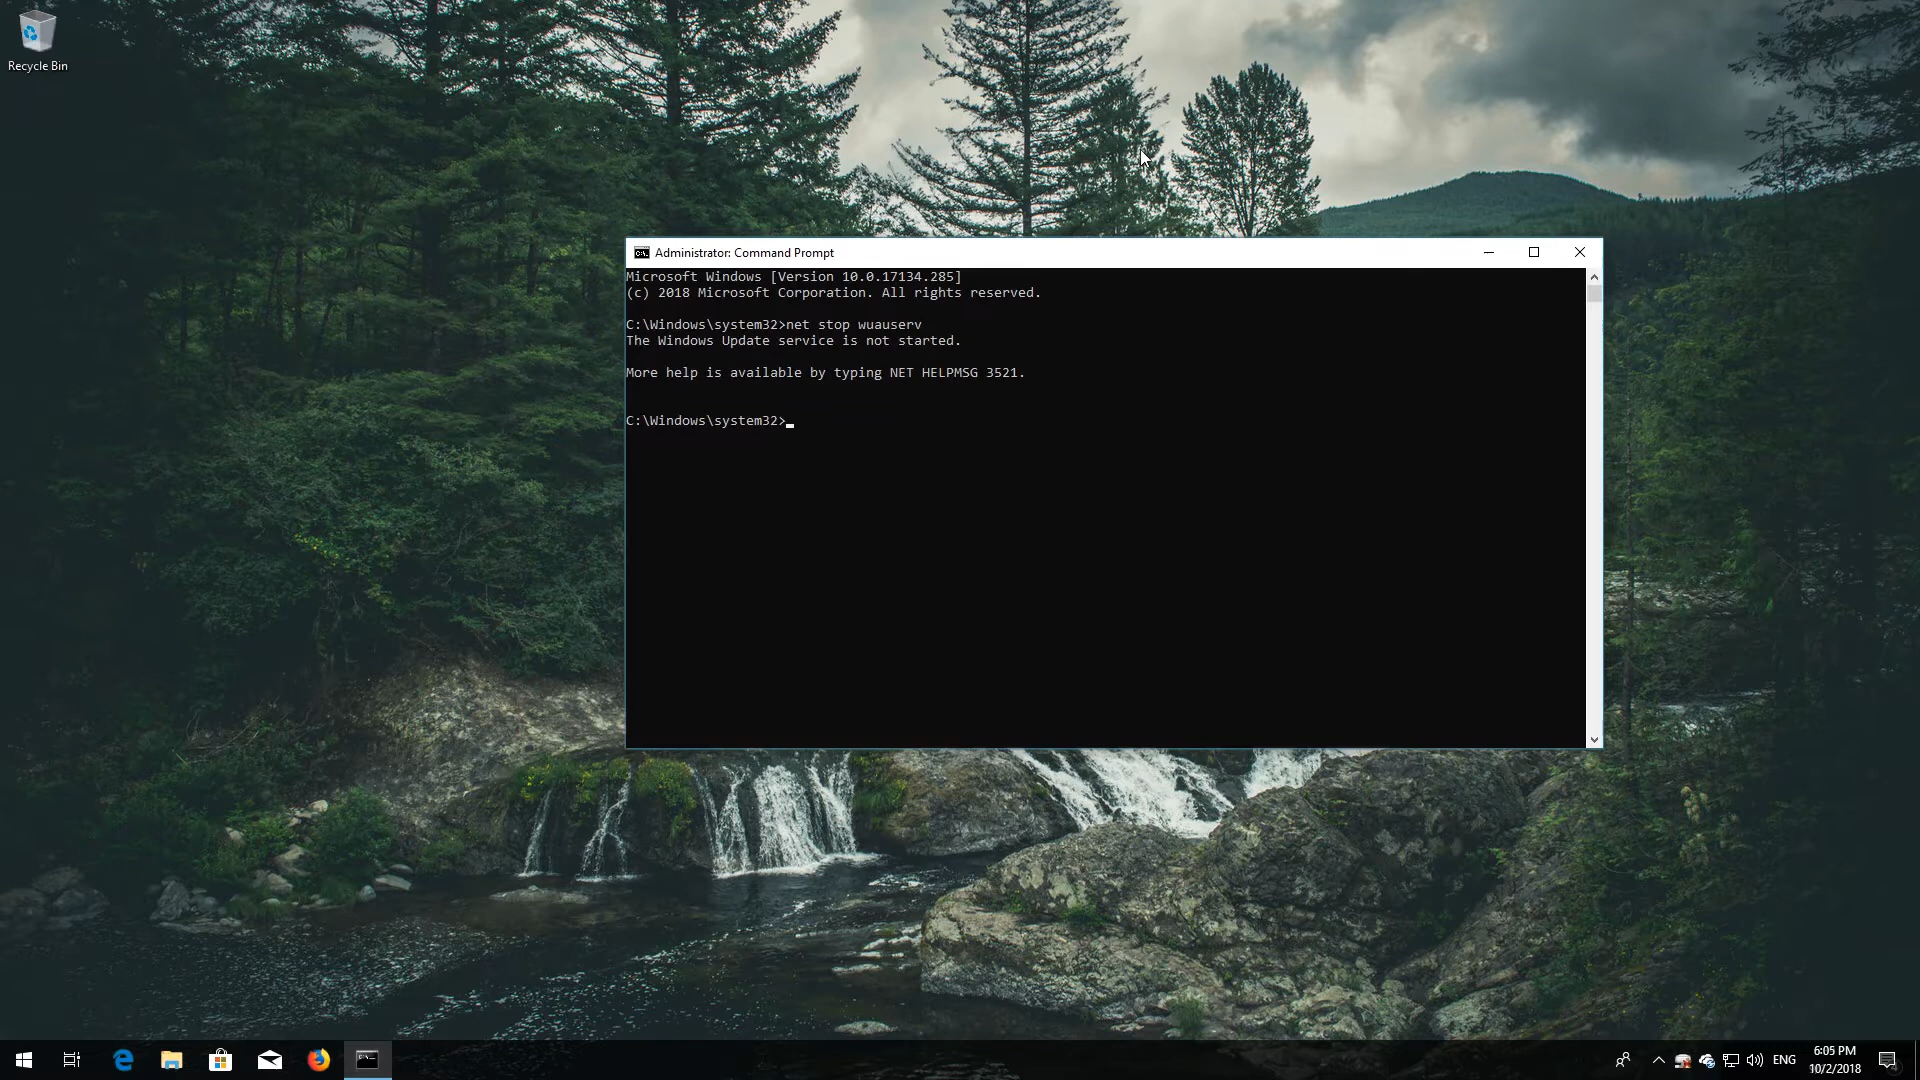 Recycle Bin
Administrator: Command Prompt
Microsoft Windows [Version 10.0.17134.285]
(c) 2018 Microsoft Corporation. All rights reserved.
C:\Windows\system32>net stop wuauserv
The Windows Update service is not started.
More help is available by typing NET HELPMSG 3521.
C:\Windows\system32>
ENG
6:05 PM
10/2/2018